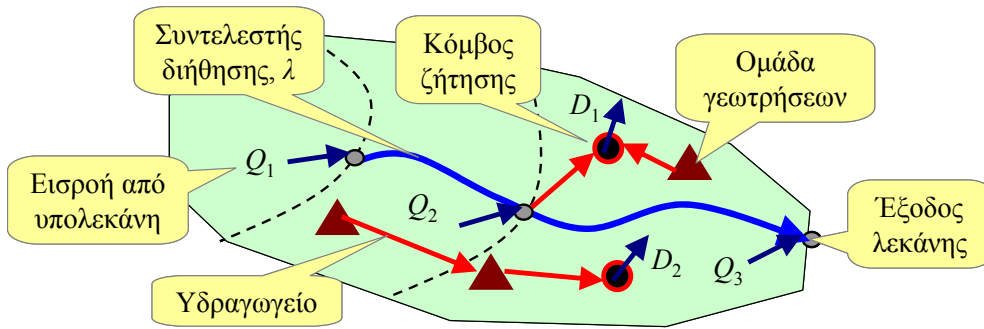 Συντελεστής
διήθησης, λ
Κόμβος
ζήτησης
Ομάδα
γεωτρήσεων
D1
Q1
Εισροή από
υπολεκάνη
Q2
Έξοδος
λεκάνης
D2
Q3
Υδραγωγείο